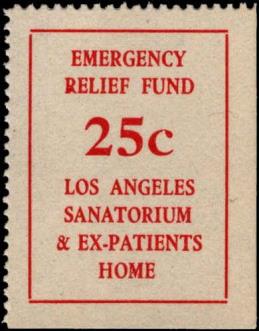 EMERGENCY
RELIEF FUND
25c
LOS ANGELES
SANATORIUM
& EX-PATIENTS
HOME